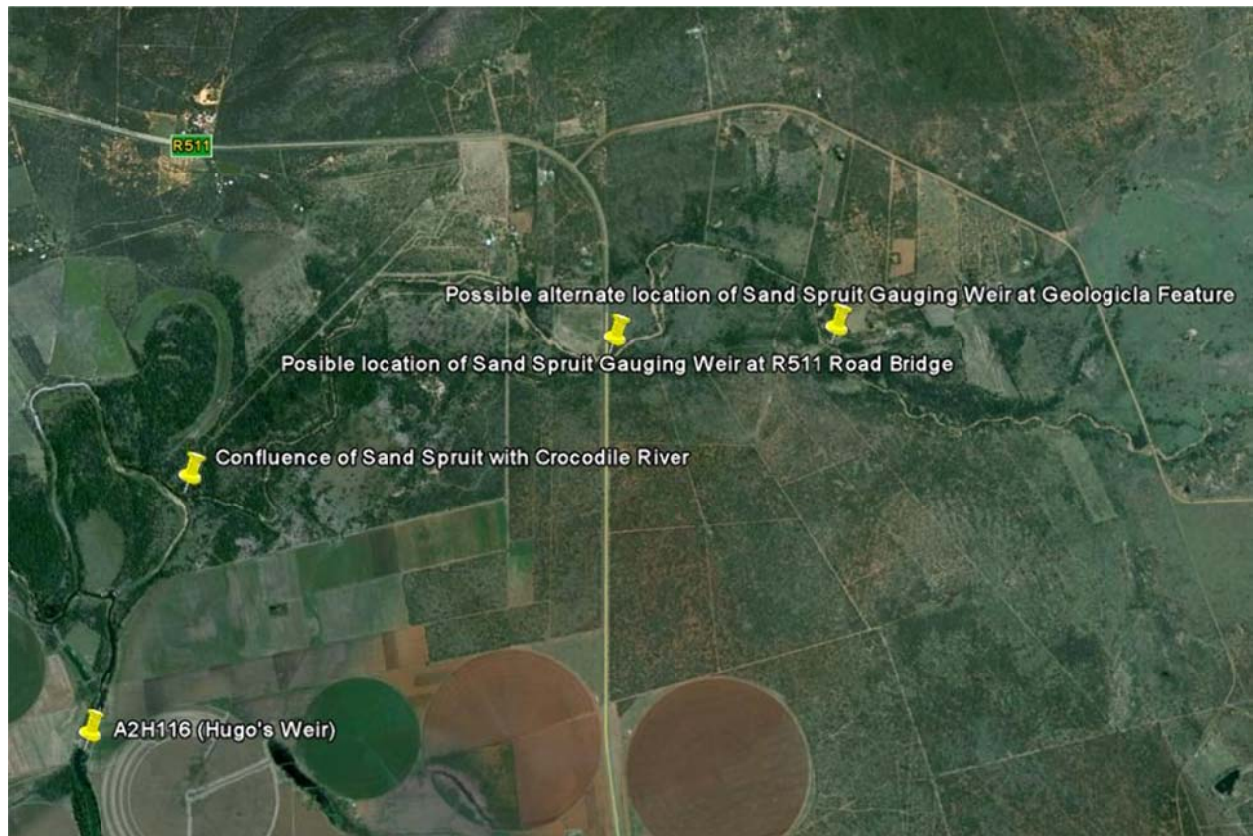 R511
Possible alternate location of Sand Spruit Gauging Weir at Geologicla Feature
Posible location of Sand Spruit Gauging Weir at R511 Road Bridge
Confluence of Sand Spruit with Crocodile River
A2H116 (Hugo's Weir)